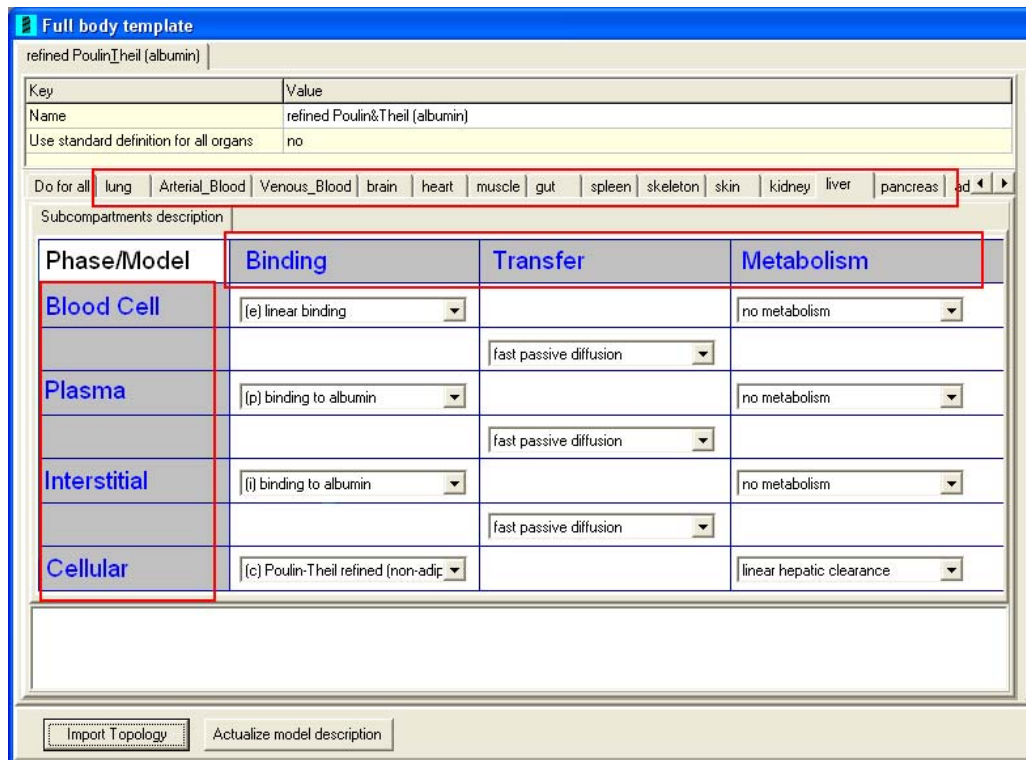 Full body template
refined PoulinTheil (albumin)
Key Value
Name refined Poulin&Theil (albumin)
Use standard definition for all organs no
Do for all lung Arterial_Blood Venous_Blood brain heart muscle gut spleen skeleton skin kidney liver pancreas ad
Subcompartments description
Phase/Model Binding Transfer Metabolism
Blood Cell (e) linear binding no metabolism
fast passive diffusion
Plasma (p) binding to albumin no metabolism
fast passive diffusion
Interstitial (i) binding to albumin no metabolism
fast passive diffusion
Cellular (c) Poulin-Theil refined (non-adip linear hepatic clearance
Import Topology Actualize model description